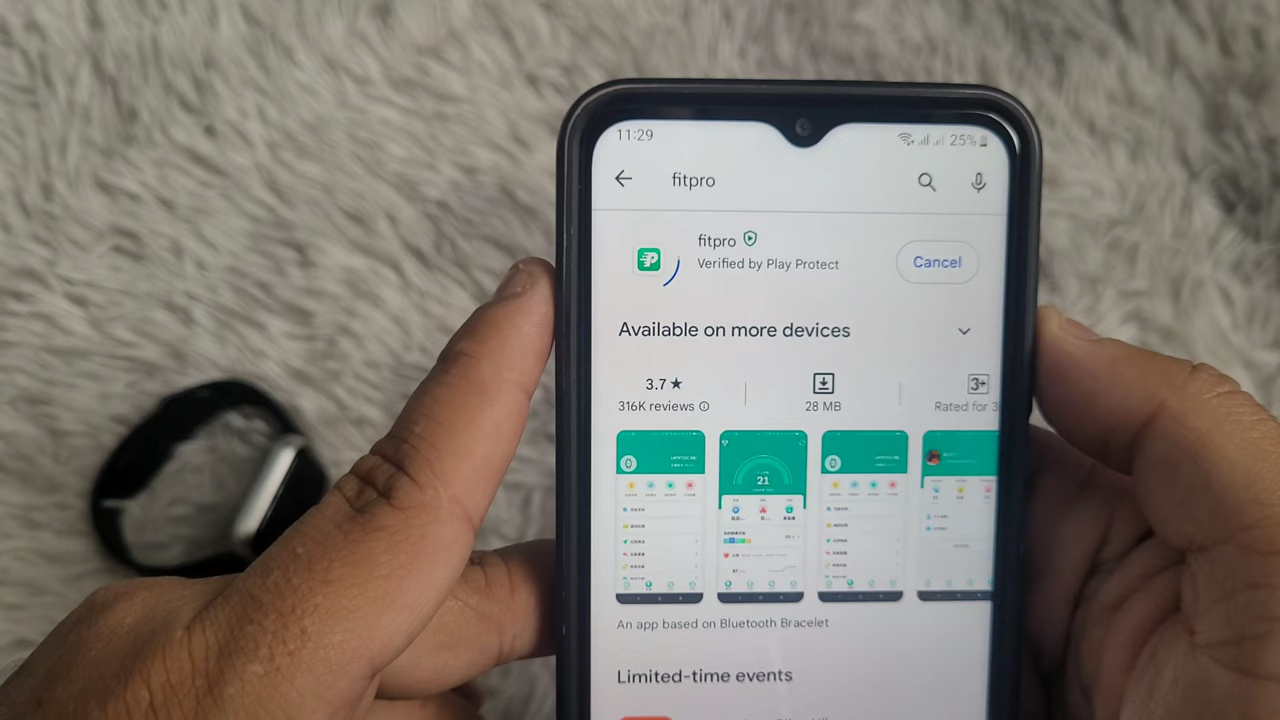 11:29
25%
fitpro
fitpro
Verified by Play Protect
Cancel
Available on more devices
3.7★
316K reviews
28 MB
3+
Rated for 3
21
An app based on Bluetooth Bracelet
Limited-time events